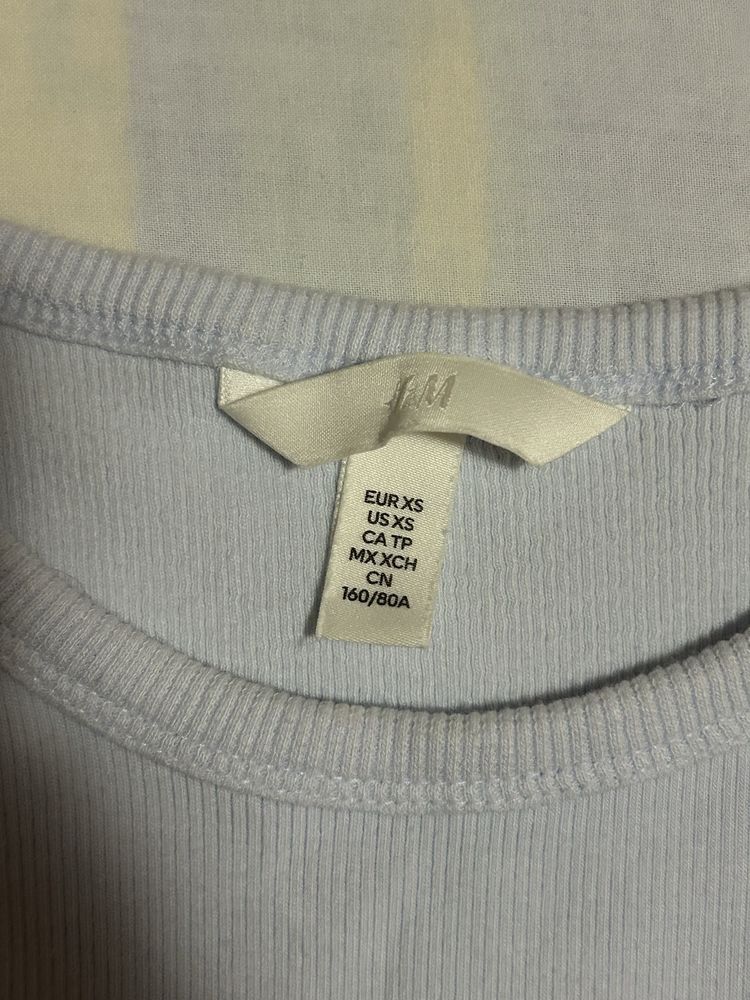 H&M
EUR XS
US XS
CA TP
MX XCH
CN
160/80A